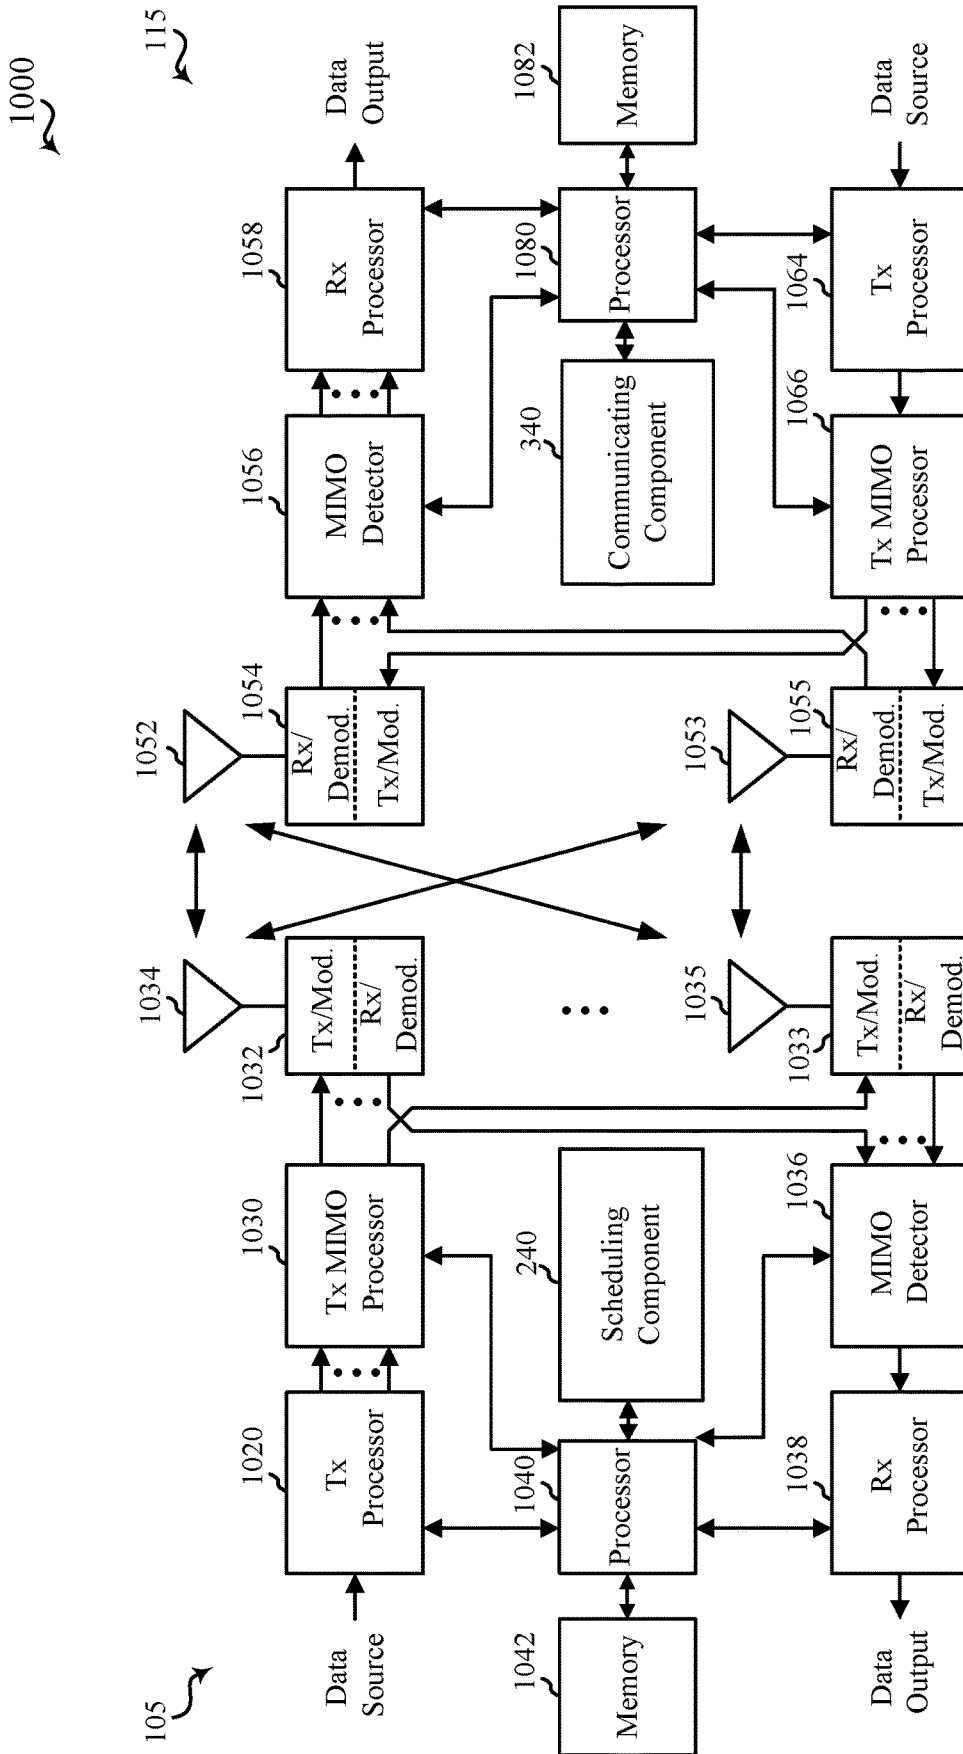 1000
105
115
Data
Source
1020
Tx
Processor
1030
Tx MIMO
Processor
1032
Tx/Mod.
Rx/
Demod.
1034
1052
1054
Rx/
Demod.
Tx/Mod.
1056
MIMO
Detector
1058
Rx
Processor
Data
Output
1042
Memory
1040
Processor
240
Scheduling
Component
340
Communicating
Component
1080
Processor
1082
Memory
Data
Output
1038
Rx
Processor
1036
MIMO
Detector
1033
Tx/Mod.
Rx/
Demod.
1035
1053
1055
Rx/
Demod.
Tx/Mod.
1066
Tx MIMO
Processor
1064
Tx
Processor
Data
Source